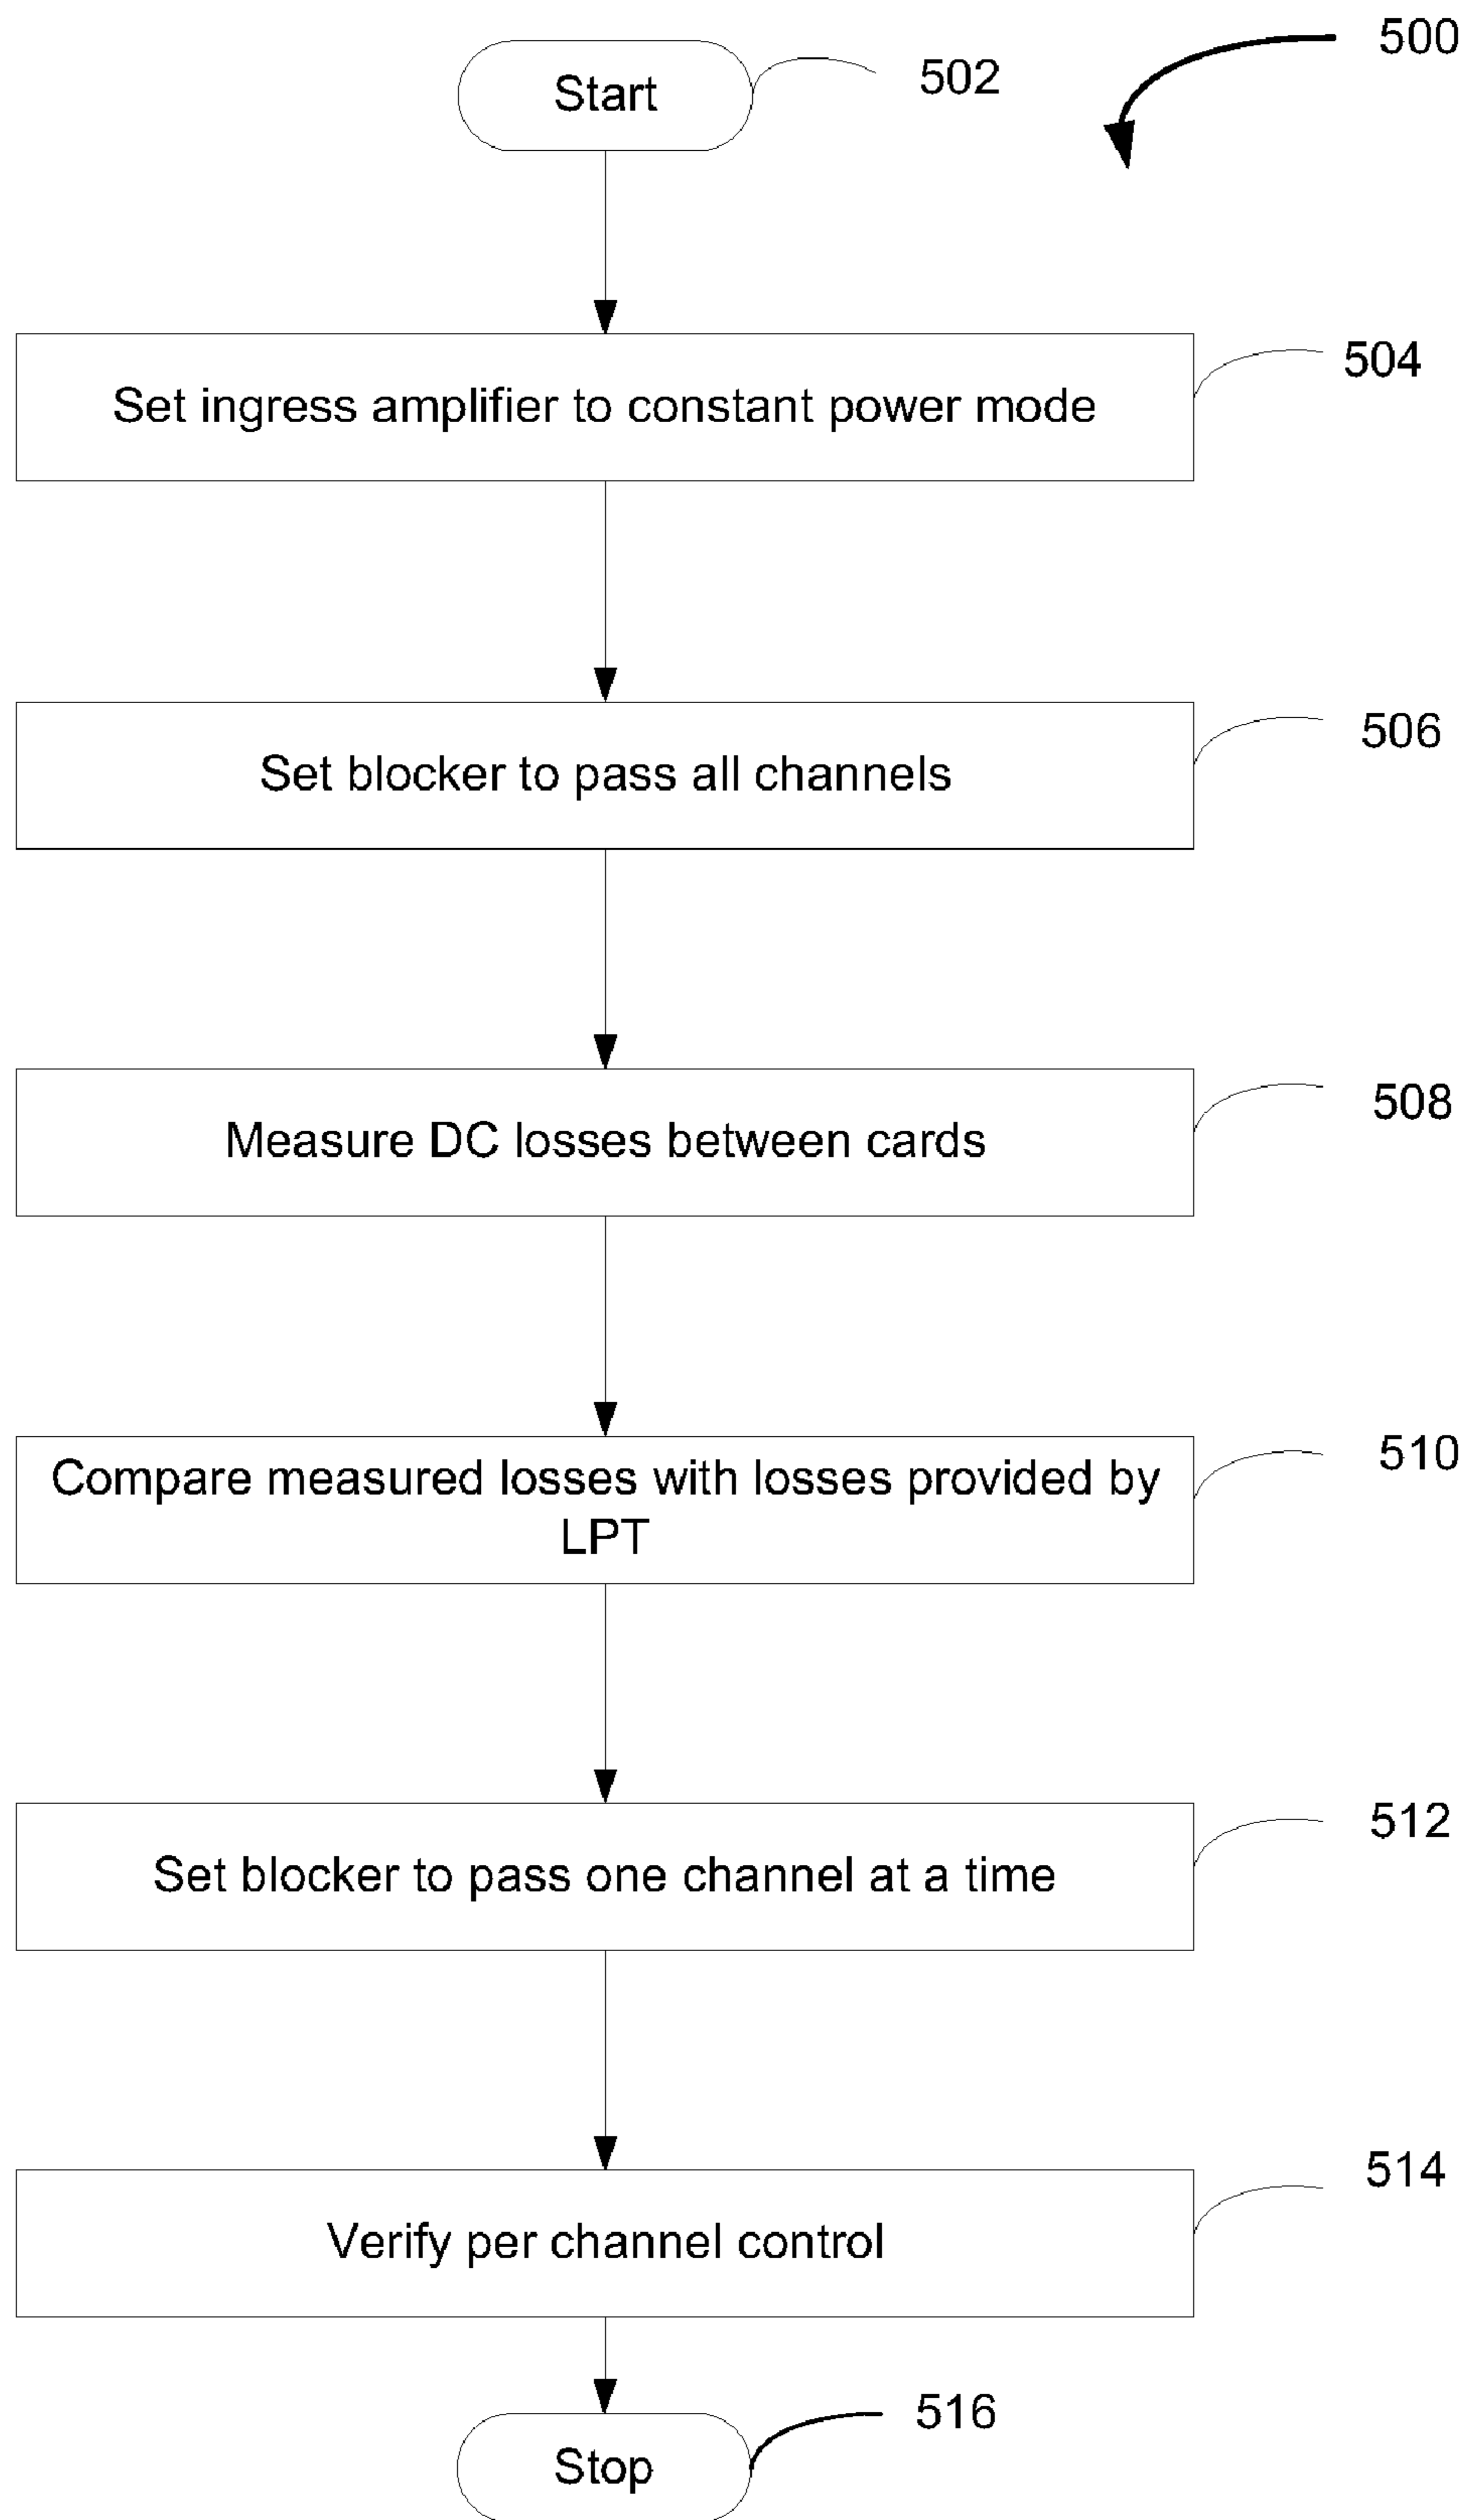 500
Start
502
Set ingress amplifier to constant power mode
504
Set blocker to pass all channels
506
Measure DC losses between cards
508
Compare measured losses with losses provided by
LPT
510
Set blocker to pass one channel at a time
512
Verify per channel control
514
Stop
516